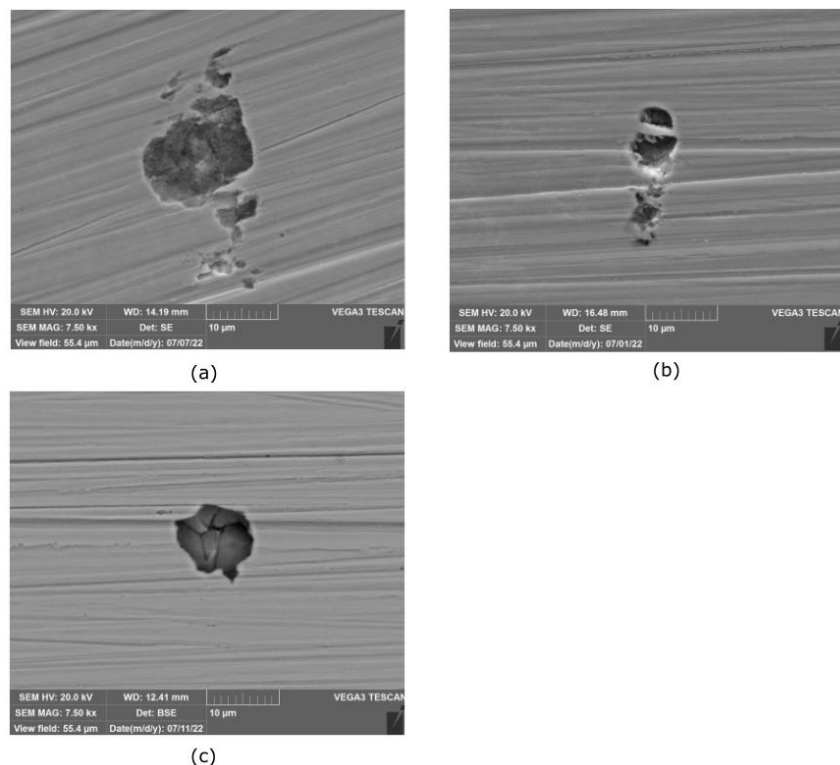 SEM HV: 20.0 kV WD: 14.19 mm VEGA3 TESCAN
SEM MAG: 7.50 kx Det: SE 10 µm
View field: 55.4 µm Date(m/d/y): 07/07/22
(a)
SEM HV: 20.0 kV WD: 16.48 mm VEGA3 TESCAN
SEM MAG: 7.50 kx Det: SE 10 µm
View field: 55.4 µm Date(m/d/y): 07/01/22
(b)
SEM HV: 20.0 kV WD: 12.41 mm VEGA3 TESCAN
SEM MAG: 7.50 kx Det: BSE 10 µm
View field: 55.4 µm Date(m/d/y): 07/11/22
(c)